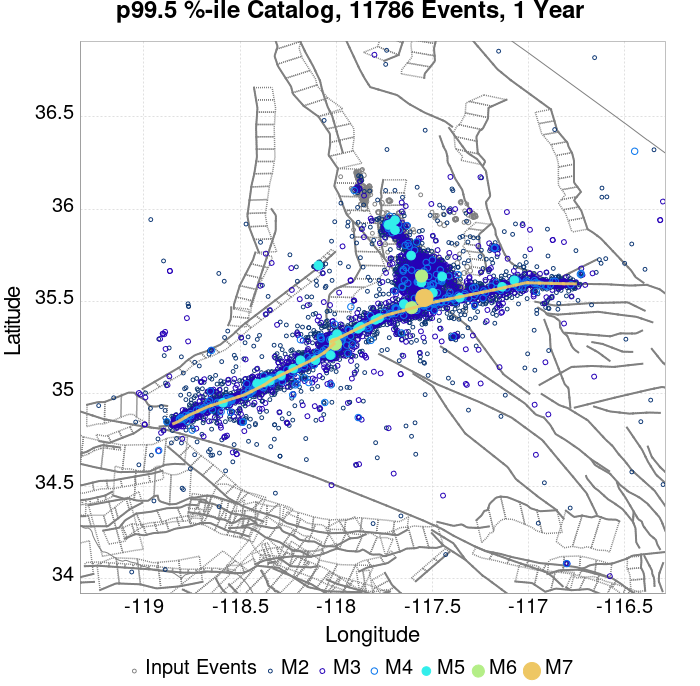 p99.5 %-ile Catalog, 11786 Events, 1 Year
36.5
36
35.5
35
34.5
34
Latitude
-119 -118.5 -118 -117.5 -117 -116.5
Longitude
Input Events M2 M3 M4 M5 M6 M7